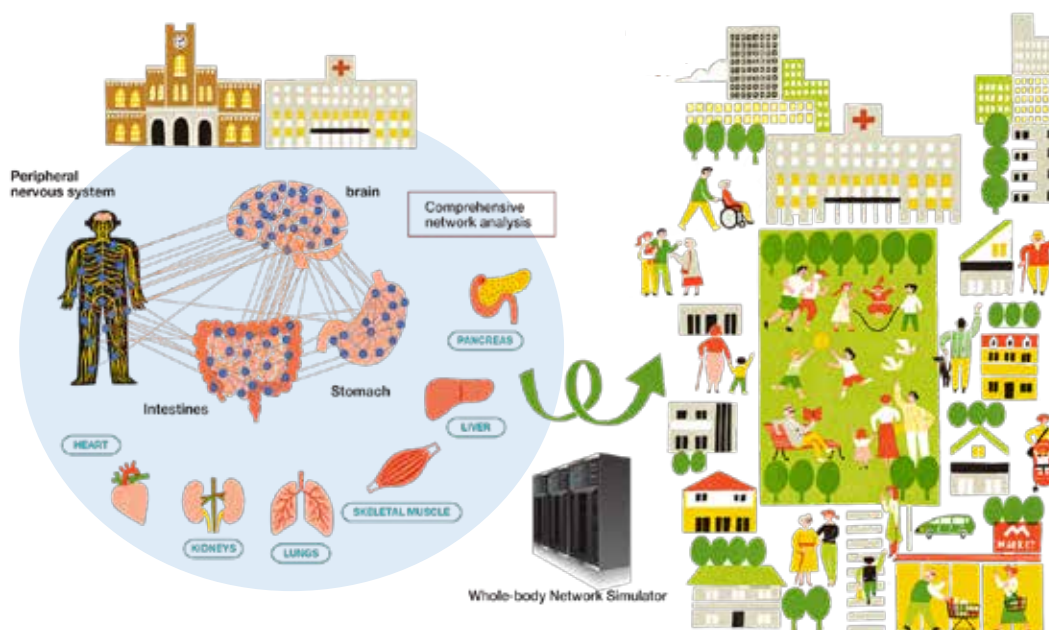 Peripheral
nervous system
brain
Comprehensive
network analysis
PANCREAS
Stomach
Intestines
LIVER
HEART
SKELETAL MUSCLE
KIDNEYS
LUNGS
Whole-body Network Simulator
MARKET